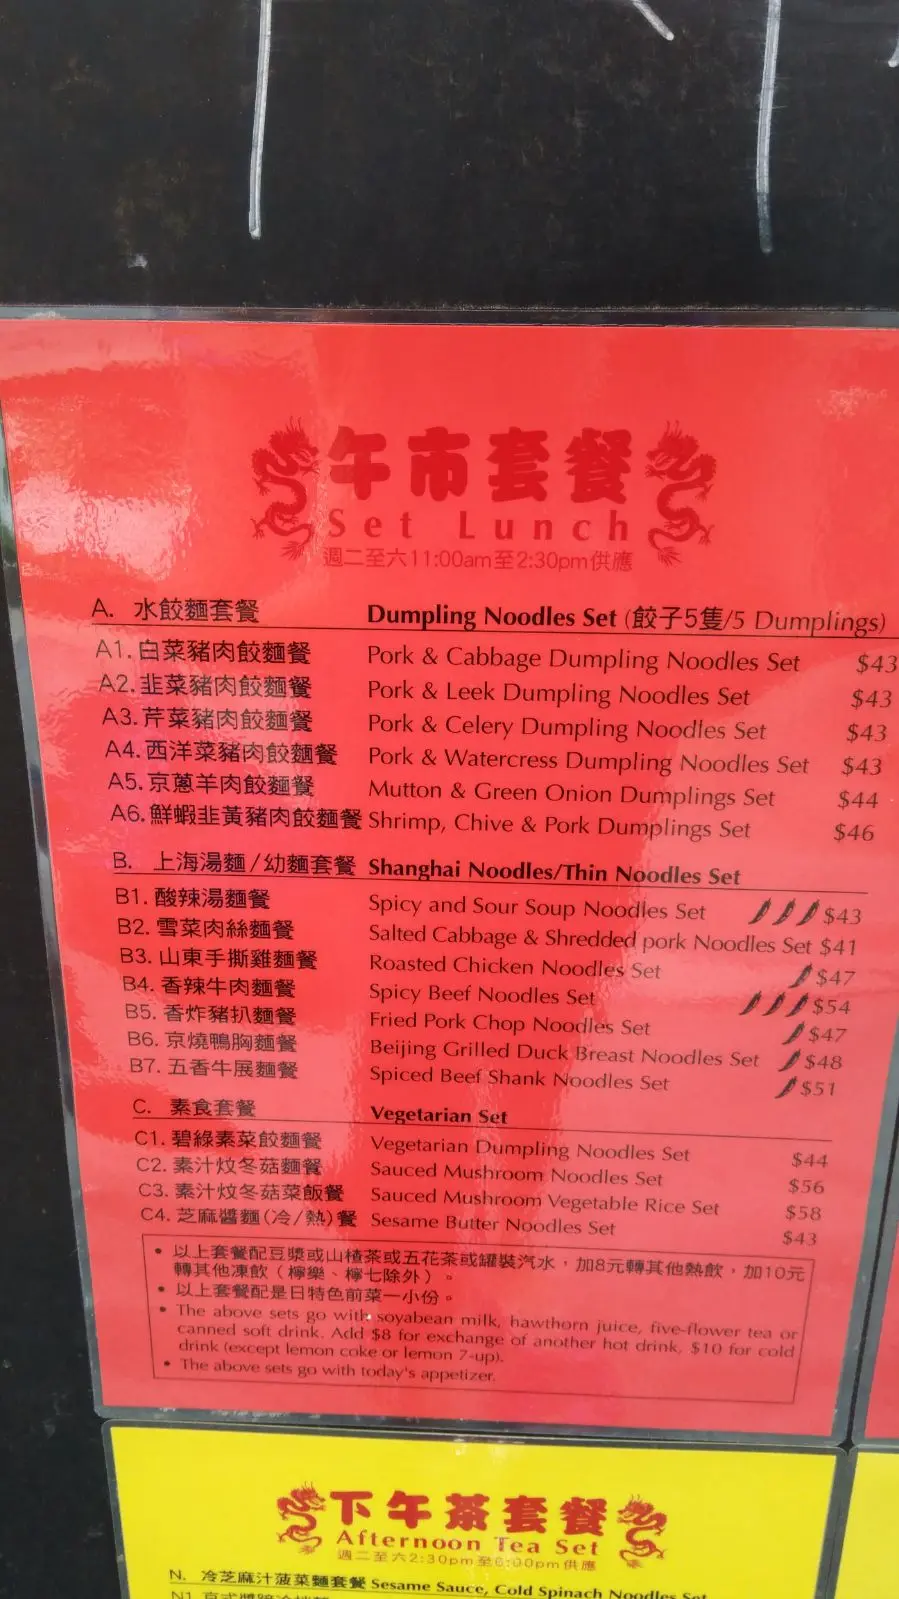 午市套餐
Set Lunch
週二至六11:00am至2:30pm供應
A. 水餃麵套餐 Dumpling Noodles Set (餃子5隻/5 Dumplings)
A1. 白菜豬肉餃麵餐 Pork & Cabbage Dumpling Noodles Set $43
A2. 韭菜豬肉餃麵餐 Pork & Leek Dumpling Noodles Set $43
A3. 芹菜豬肉餃麵餐 Pork & Celery Dumpling Noodles Set $43
A4. 西洋菜豬肉餃麵餐 Pork & Watercress Dumpling Noodles Set $43
A5. 京蔥羊肉餃麵餐 Mutton & Green Onion Dumplings Set $44
A6. 鮮蝦韭黃豬肉餃麵餐 Shrimp, Chive & Pork Dumplings Set $46
B. 上海湯麵/幼麵套餐 Shanghai Noodles/Thin Noodles Set
B1. 酸辣湯麵餐 Spicy and Sour Soup Noodles Set $43
B2. 雪菜肉絲麵餐 Salted Cabbage & Shredded pork Noodles Set $41
B3. 山東手撕雞麵餐 Roasted Chicken Noodles Set $47
B4. 香辣牛肉麵餐 Spicy Beef Noodles Set $54
B5. 香炸豬扒麵餐 Fried Pork Chop Noodles Set $47
B6. 京燒鴨胸麵餐 Beijing Grilled Duck Breast Noodles Set $48
B7. 五香牛展麵餐 Spiced Beef Shank Noodles Set $51
C. 素食套餐 Vegetarian Set
C1. 碧綠素菜餃麵餐 Vegetarian Dumpling Noodles Set $44
C2. 素汁炆冬菇麵餐 Sauced Mushroom Noodles Set $56
C3. 素汁炆冬菇菜飯餐 Sauced Mushroom Vegetable Rice Set $58
C4. 芝麻醬麵(冷/熱)餐 Sesame Butter Noodles Set $43
• 以上套餐配豆漿或山楂茶或五花茶或罐裝汽水，加8元轉其他熱飲，加10元
轉其他凍飲（檸樂、檸七除外）。
• 以上套餐配是日特色前菜一小份。
• The above sets go with soyabean milk, hawthorn juice, five-flower tea or
canned soft drink. Add $8 for exchange of another hot drink, $10 for cold
drink (except lemon coke or lemon 7-up).
• The above sets go with today's appetizer.
下午茶套餐
Afternoon Tea Set
週二至六2:30pm至6:00pm供應
N. 冷芝麻汁菠菜麵套餐 Sesame Sauce, Cold Spinach Noodles Set